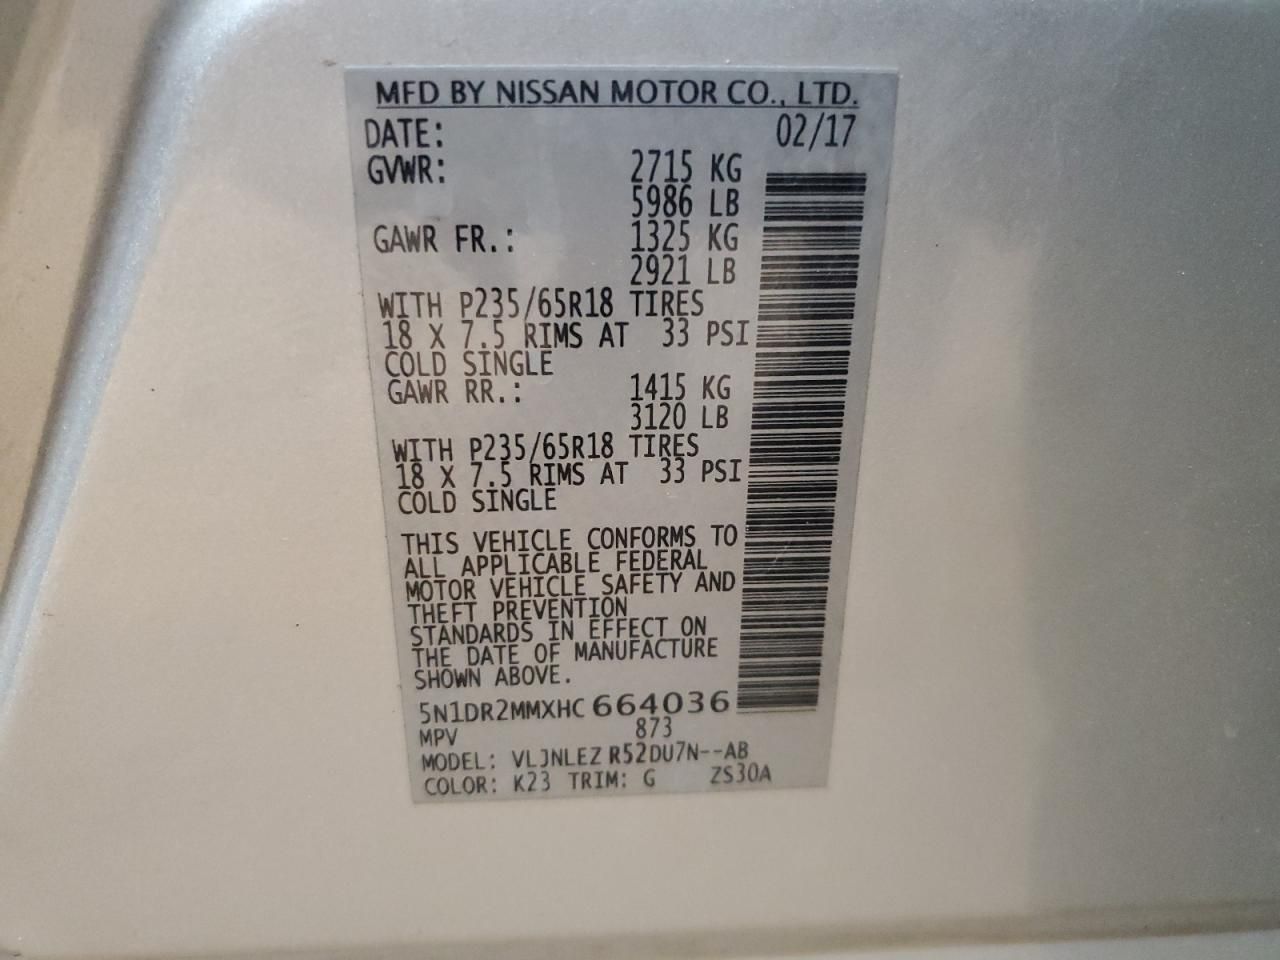 MFD BY NISSAN MOTOR CO., LTD.
DATE: 02/17
GVWR: 2715 KG
5986 LB
GAWR FR.: 1325 KG
2921 LB
WITH P235/65R18 TIRES
18 X 7.5 RIMS AT 33 PSI
COLD SINGLE
GAWR RR.: 1415 KG
3120 LB
WITH P235/65R18 TIRES
18 X 7.5 RIMS AT 33 PSI
COLD SINGLE
THIS VEHICLE CONFORMS TO
ALL APPLICABLE FEDERAL
MOTOR VEHICLE SAFETY AND
THEFT PREVENTION
STANDARDS IN EFFECT ON
THE DATE OF MANUFACTURE
SHOWN ABOVE.
5N1DR2MMXHC664036
MPV 873
MODEL: VLJNLEZ R52DU7N--AB
COLOR: K23 TRIM: G ZS30A